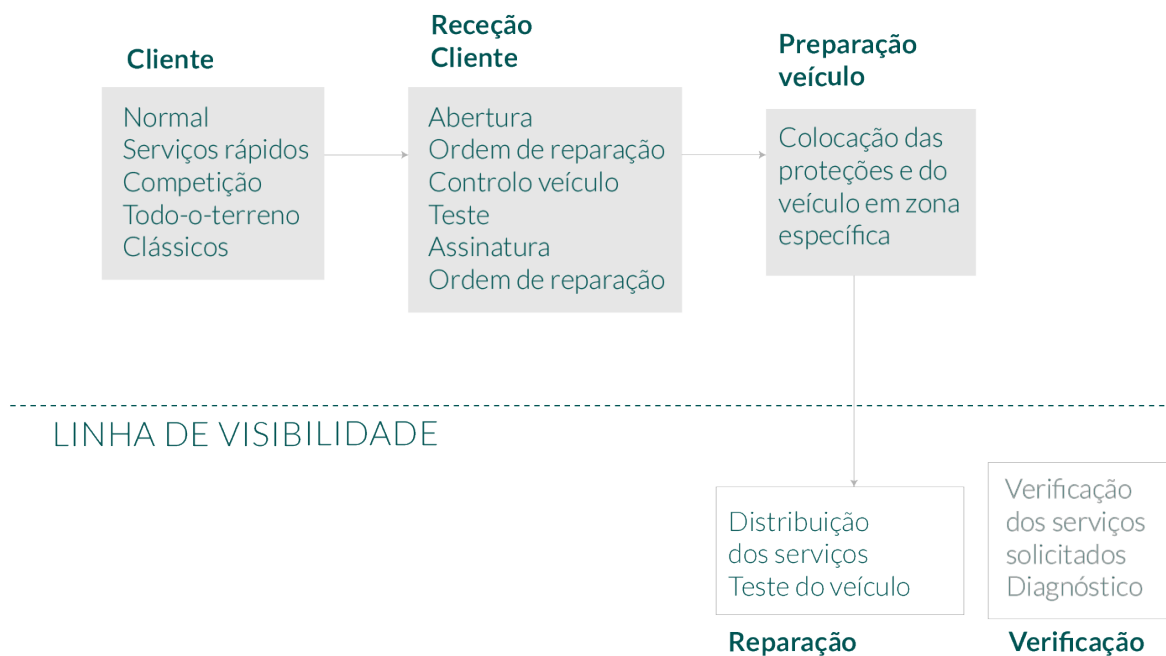 Cliente
Normal
Serviços rápidos
Competição
Todo-o-terreno
Clássicos
Receção
Cliente
Abertura
Ordem de reparação
Controlo veículo
Teste
Assinatura
Ordem de reparação
Preparação
veículo
Colocação das
proteções e do
veículo em zona
específica
LINHA DE VISIBILIDADE
Distribuição
dos serviços
Teste do veículo
Reparação
Verificação
dos serviços
solicitados
Diagnóstico
Verificação